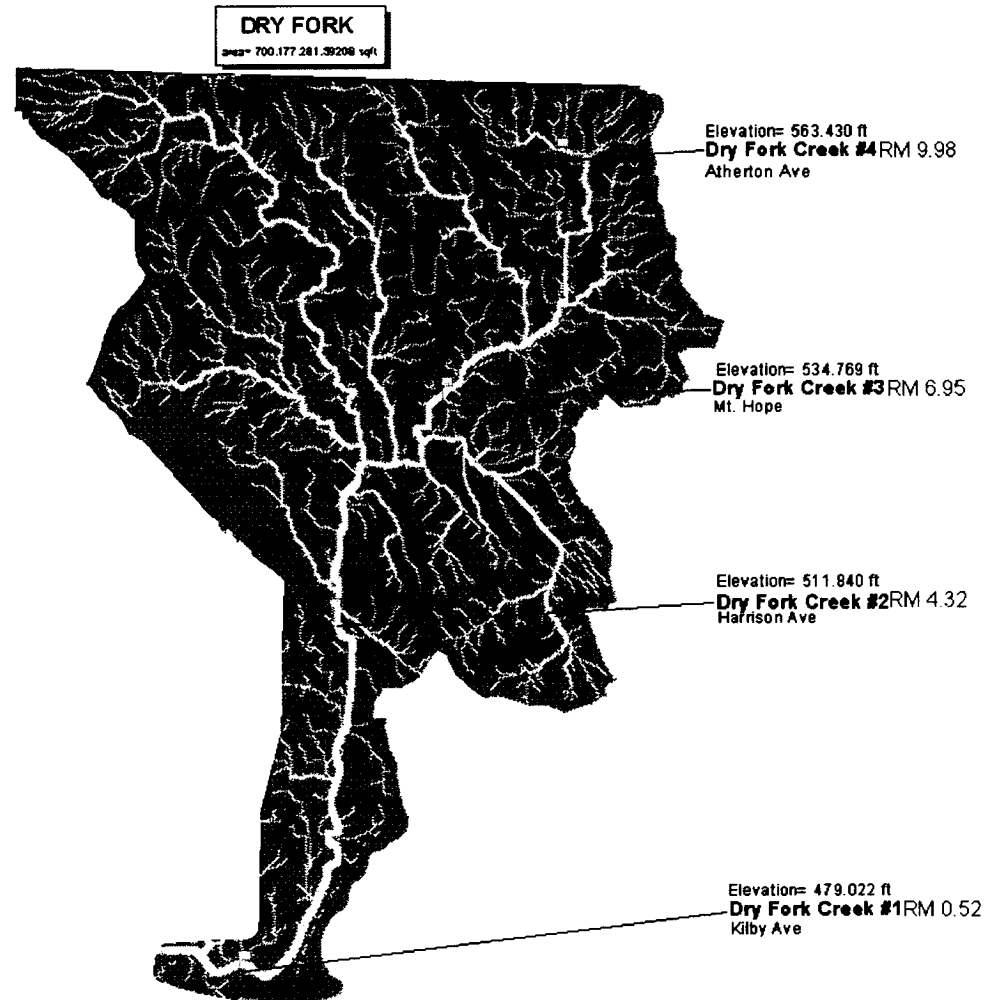 DRY FORK
area= 700.177.281.39208 sqft
Elevation= 563.430 ft
Dry Fork Creek #4 RM 9.98
Atherton Ave
Elevation= 534.769 ft
Dry Fork Creek #3 RM 6.95
Mt. Hope
Elevation= 511.840 ft
Dry Fork Creek #2 RM 4.32
Harrison Ave
Elevation= 479.022 ft
Dry Fork Creek #1 RM 0.52
Kilby Ave